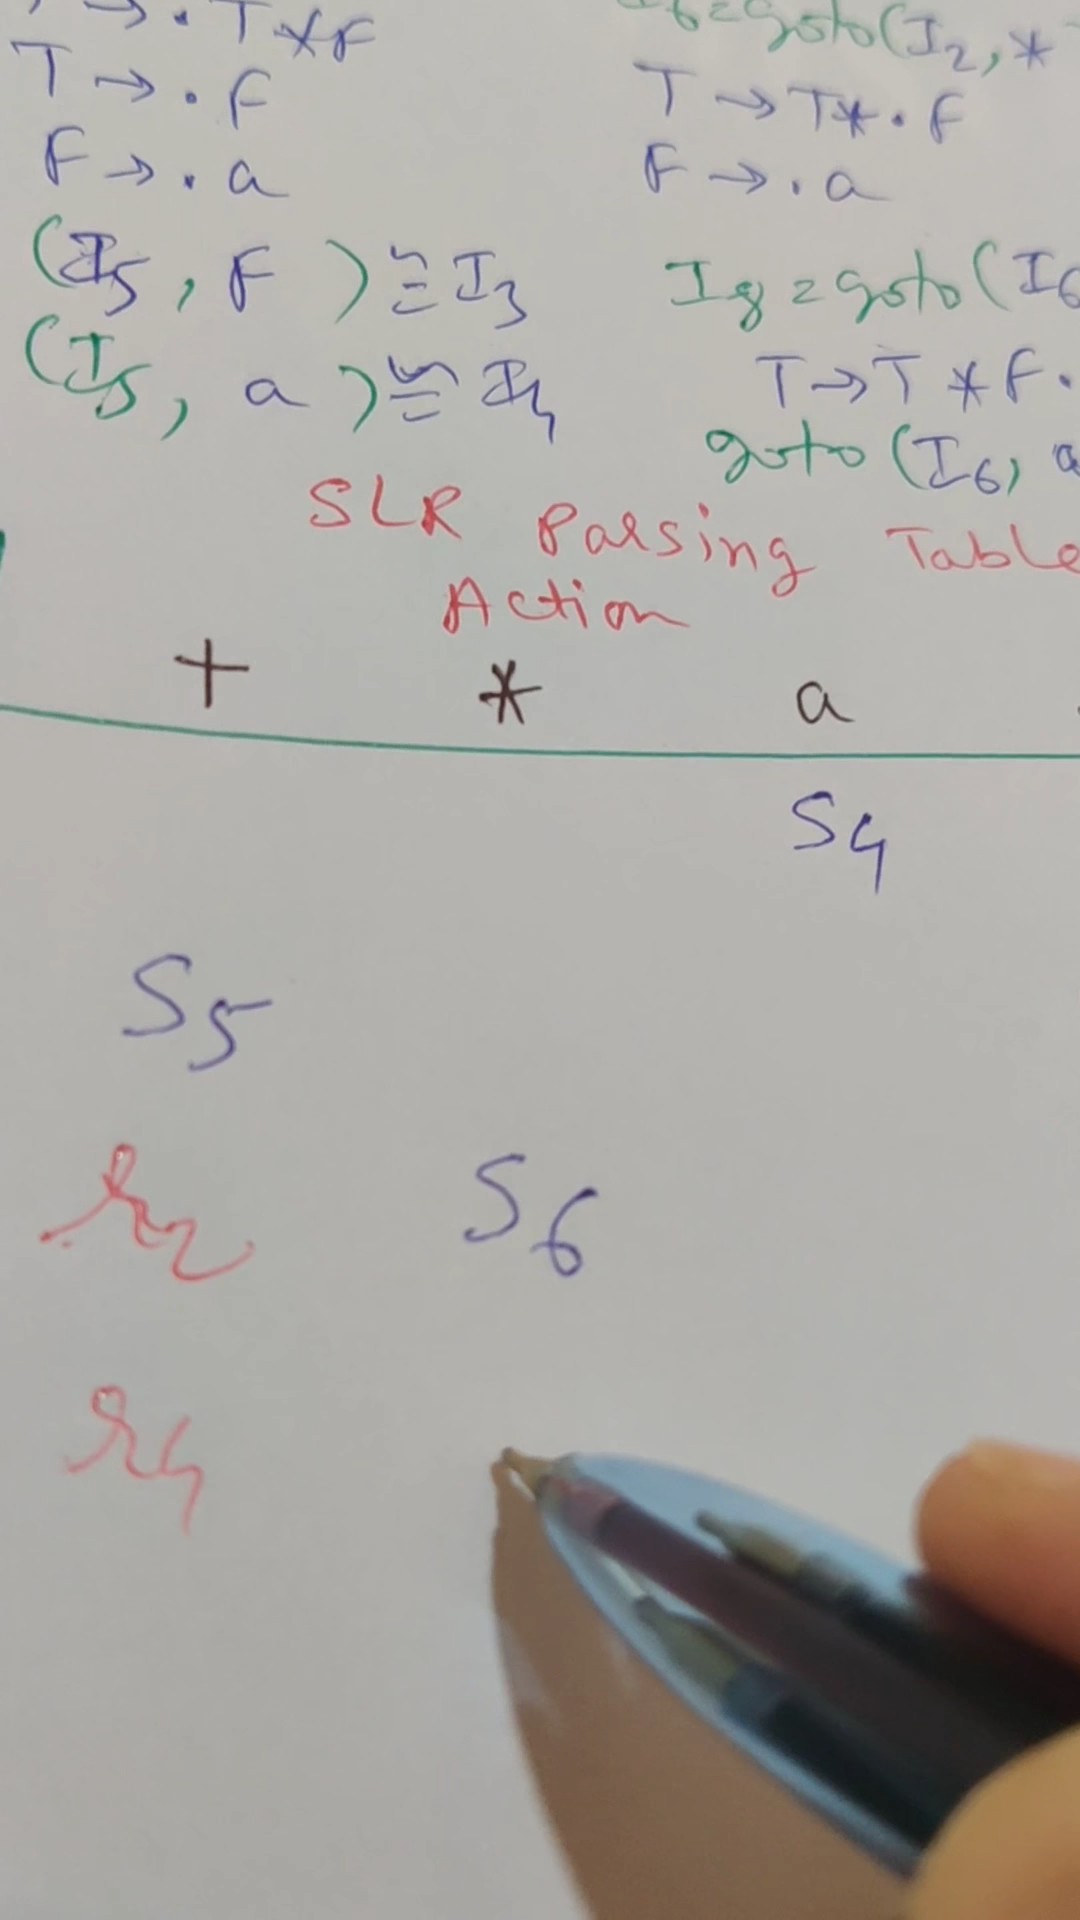 → . T * F
T → . F
F → . a
(I5, F) ≅ I3
(I5, a) ≅ I4
I6 = goto(I2, *
T → T * . F
F → . a
I8 = goto(I6
T → T * F .
goto(I6, a
SLR Parsing Table
Action
+ * a
S4
S5
r2 S6
r4